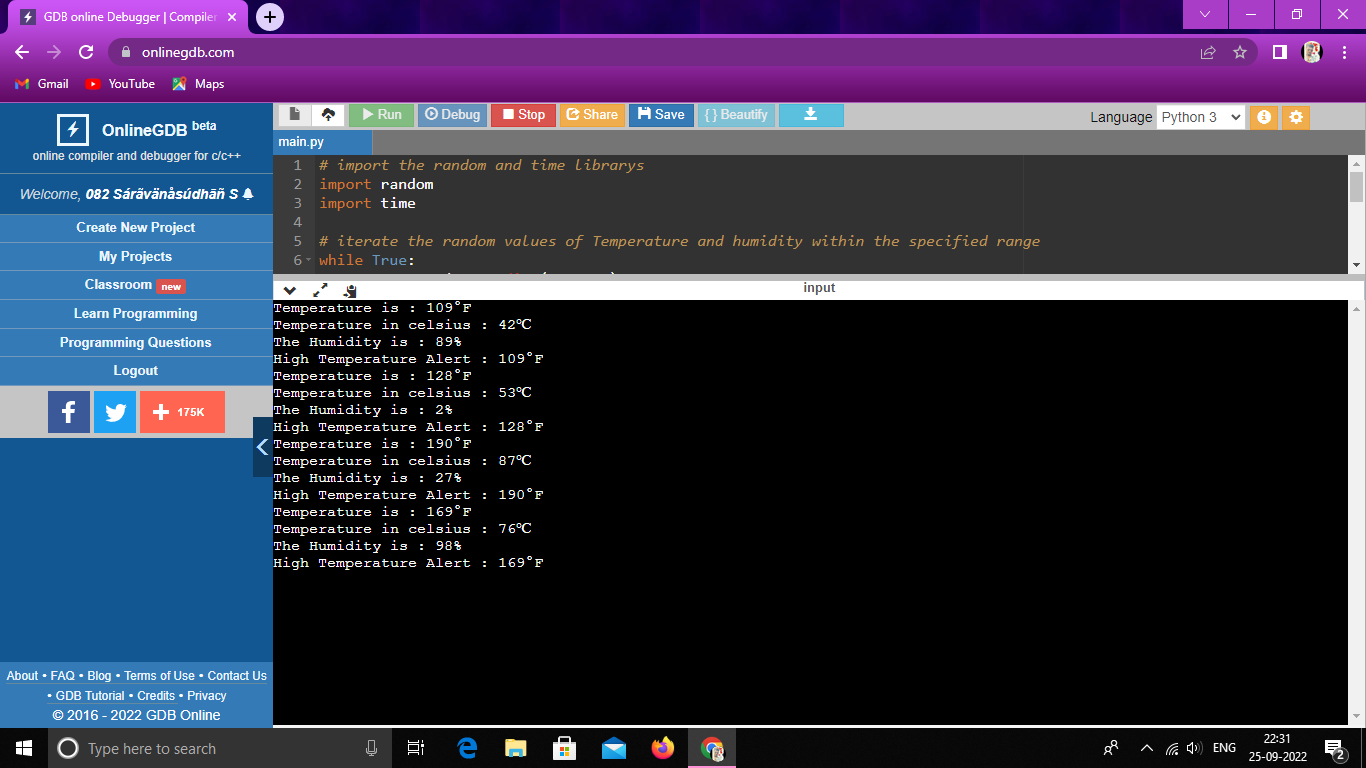 GDB online Debugger | Compiler
onlinegdb.com
Gmail YouTube Maps
OnlineGDB beta
online compiler and debugger for c/c++
Welcome, 082 Sárãvänåsúdhāñ S
Create New Project
My Projects
Classroom new
Learn Programming
Programming Questions
Logout
175K
About • FAQ • Blog • Terms of Use • Contact Us
• GDB Tutorial • Credits • Privacy
© 2016 - 2022 GDB Online
Run Debug Stop Share Save { } Beautify
Language Python 3
main.py
1 # import the random and time librarys
2 import random
3 import time
4
5 # iterate the random values of Temperature and humidity within the specified range
6 while True:
input
Temperature is : 109°F
Temperature in celsius : 42℃
The Humidity is : 89%
High Temperature Alert : 109°F
Temperature is : 128°F
Temperature in celsius : 53℃
The Humidity is : 2%
High Temperature Alert : 128°F
Temperature is : 190°F
Temperature in celsius : 87℃
The Humidity is : 27%
High Temperature Alert : 190°F
Temperature is : 169°F
Temperature in celsius : 76℃
The Humidity is : 98%
High Temperature Alert : 169°F
Type here to search
ENG
22:31
25-09-2022
2